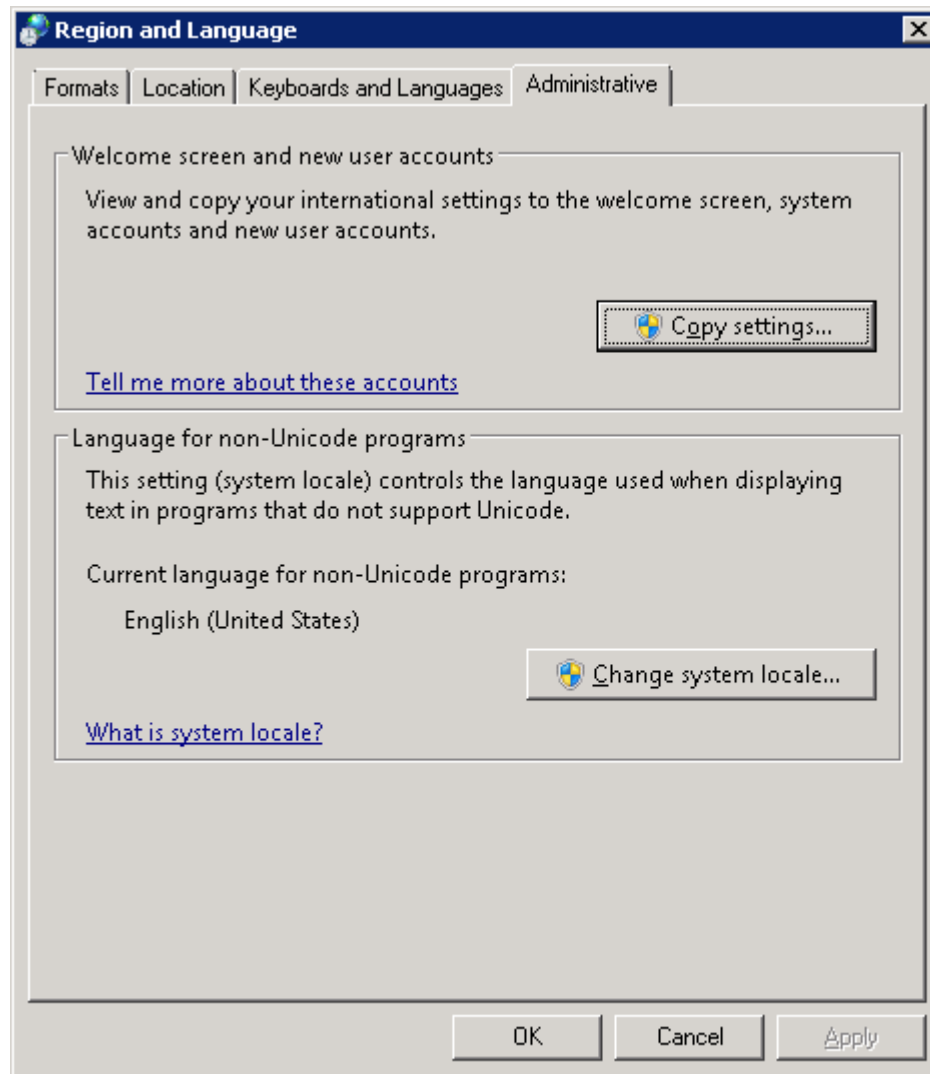 Region and Language
Formats
Location
Keyboards and Languages
Administrative
Welcome screen and new user accounts
View and copy your international settings to the welcome screen, system
accounts and new user accounts.
Copy settings...
Tell me more about these accounts
Language for non-Unicode programs
This setting (system locale) controls the language used when displaying
text in programs that do not support Unicode.
Current language for non-Unicode programs:
English (United States)
Change system locale...
What is system locale?
OK
Cancel
Apply